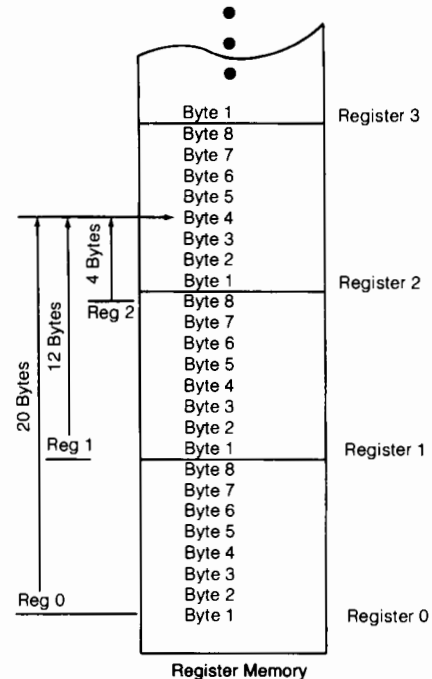 Byte 1
Register 3
Byte 8
Byte 7
Byte 6
Byte 5
Byte 4
Byte 3
Byte 2
Byte 1
Register 2
4 Bytes
Reg 2
Byte 8
Byte 7
Byte 6
Byte 5
Byte 4
Byte 3
Byte 2
Byte 1
Register 1
12 Bytes
Reg 1
Byte 8
Byte 7
Byte 6
Byte 5
Byte 4
Byte 3
Byte 2
Byte 1
Register 0
20 Bytes
Reg 0
Register Memory